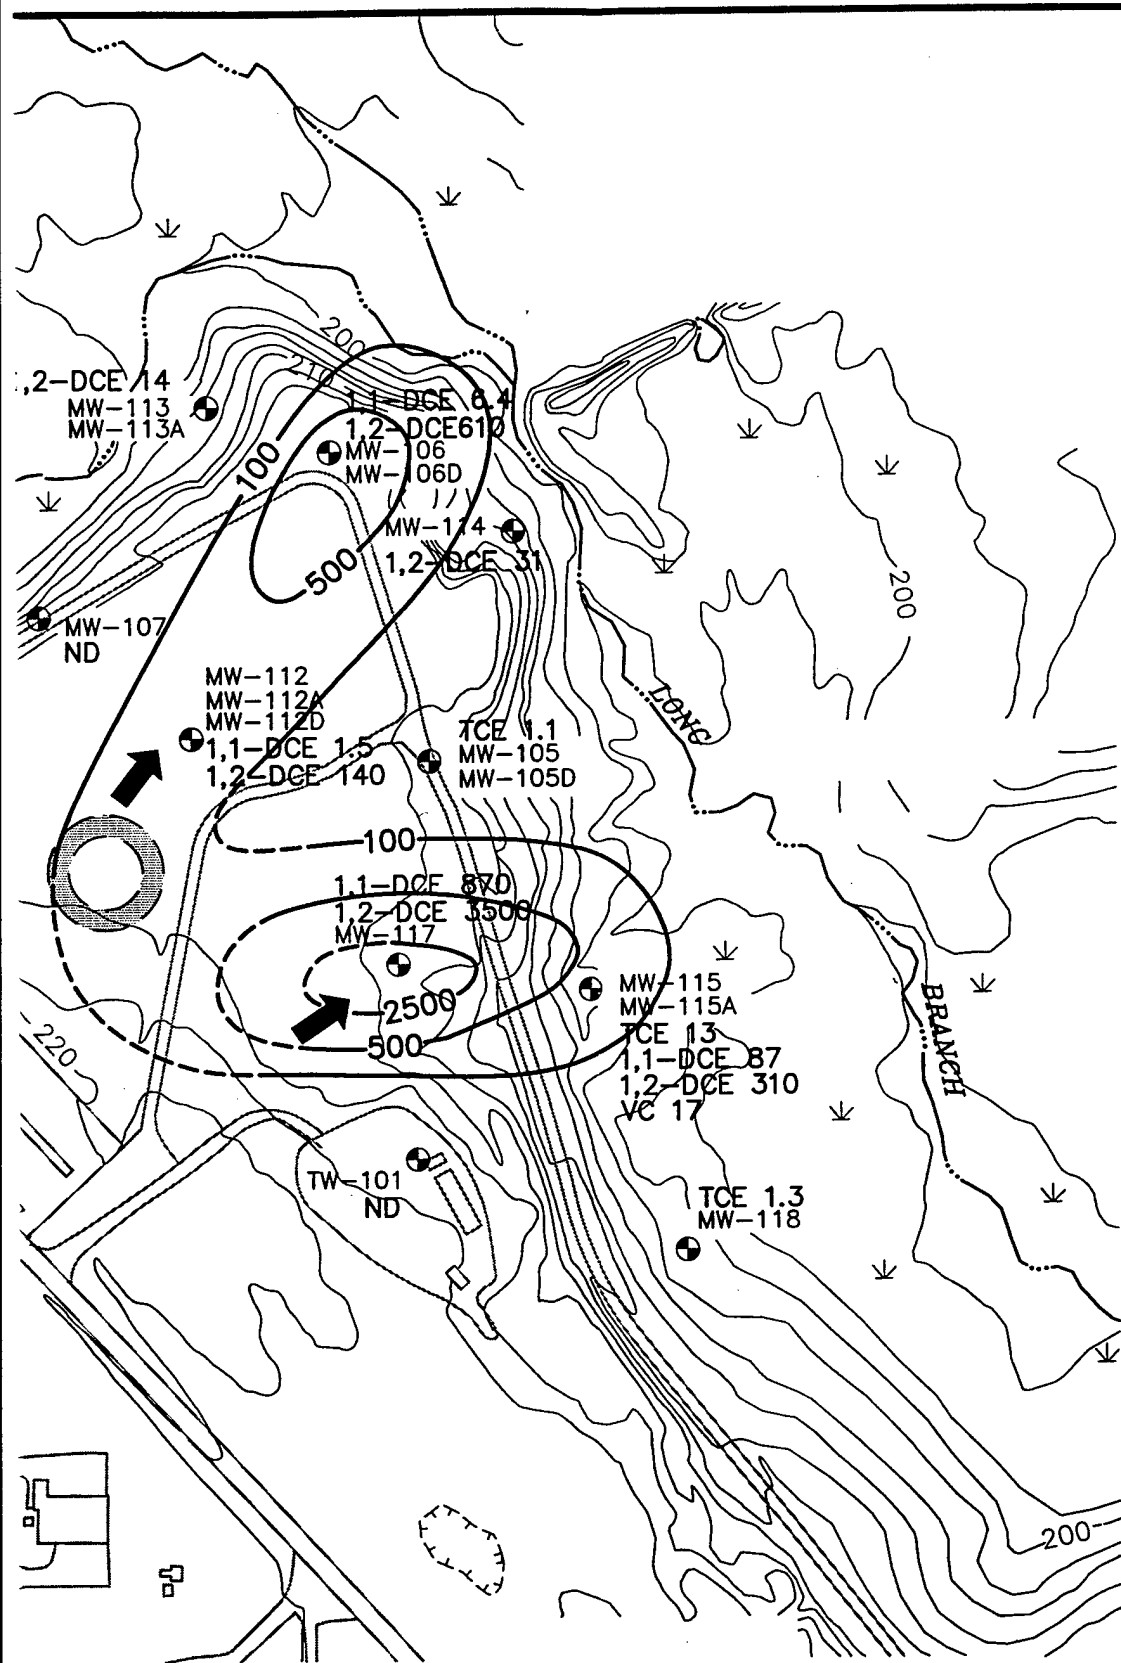 200
210
,2-DCE 14
MW-113
MW-113A
1,1-DCE 6.4
1,2-DCE610
MW-106
MW-106D
100
MW-114
1,2-DCE 31
500
200
MW-107
ND
MW-112
MW-112A
MW-112D
1,1-DCE 1.5
1,2-DCE 140
TCE 1.1
MW-105
MW-105D
LONG
100
1,1-DCE 870
1,2-DCE 3500
MW-117
2500
500
MW-115
MW-115A
TCE 13
1,1-DCE 87
1,2-DCE 310
VC 17
BRANCH
220
TW-101
ND
TCE 1.3
MW-118
200